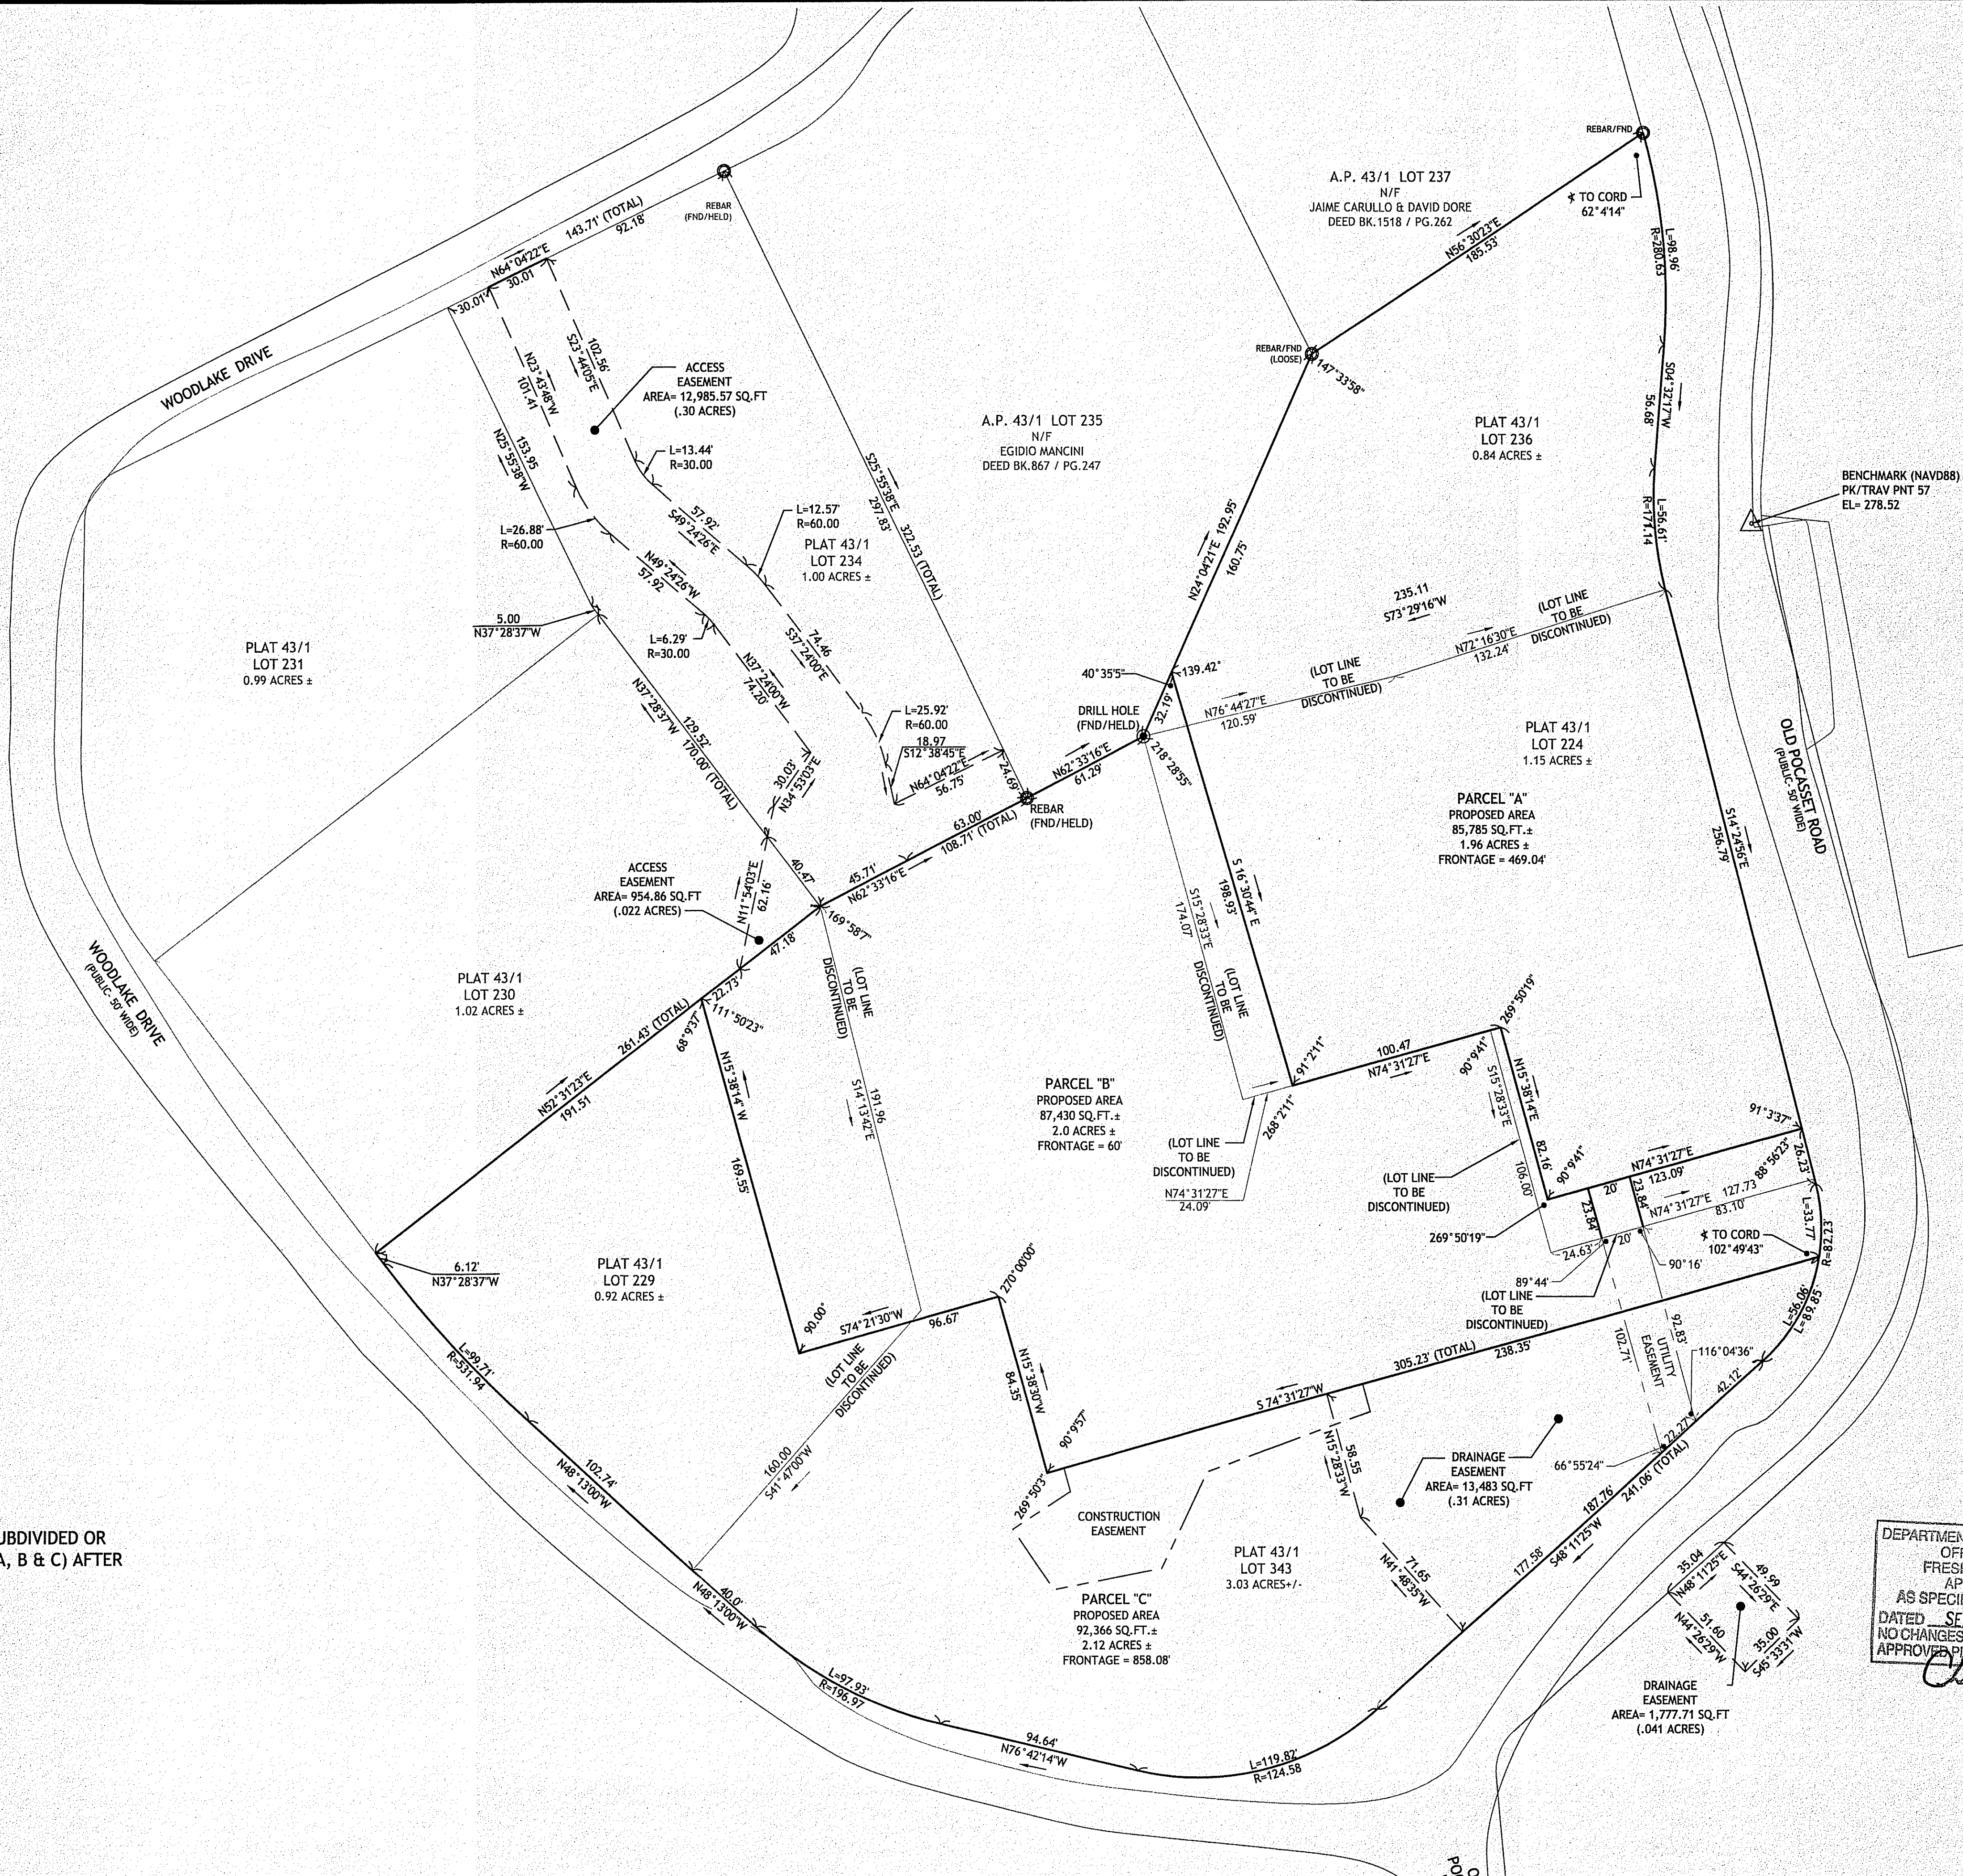 REBAR/FND
A.P. 43/1 LOT 237
N/F
JAIME CARULLO & DAVID DORE
DEED BK.1518 / PG.262
∡ TO CORD
62°4'14"
N56°30'23"E
185.53'
L=98.96'
R=280.63
REBAR
(FND/HELD)
143.71' (TOTAL)
92.18'
N64°04'22"E
30.01
30.01'
WOODLAKE DRIVE
102.56'
S23°44'05"E
N23°43'48"W
101.41
ACCESS
EASEMENT
AREA= 12,985.57 SQ.FT
(.30 ACRES)
153.95
N25°55'38"W
L=13.44'
R=30.00
REBAR/FND
(LOOSE)
147°33'58"
S04°32'17"W
56.68
A.P. 43/1 LOT 235
N/F
EGIDIO MANCINI
DEED BK.867 / PG.247
PLAT 43/1
LOT 236
0.84 ACRES ±
S25°55'38"E
297.83'
322.53 (TOTAL)
BENCHMARK (NAVD88)
PK/TRAV PNT 57
EL= 278.52
L=56.61'
R=171.14
L=26.88'
R=60.00
57.92'
S49°24'26"E
L=12.57'
R=60.00
PLAT 43/1
LOT 234
1.00 ACRES ±
N24°04'21"E 192.95'
160.75'
N49°24'26"W
57.92
5.00
N37°28'37"W
L=6.29'
R=30.00
74.46
S37°24'00"E
235.11
S73°29'16"W
(LOT LINE
TO BE
DISCONTINUED)
N72°16'30"E
132.24'
PLAT 43/1
LOT 231
0.99 ACRES ±
N37°24'00"W
74.20'
40°35'5"
139.42°
(LOT LINE
TO BE
DISCONTINUED)
N76°44'27"E
120.59'
32.19'
DRILL HOLE
(FND/HELD)
218°28'55"
N37°28'37"W
129.52'
170.00' (TOTAL)
L=25.92'
R=60.00
18.97
S12°38'45"E
N64°04'22"E
56.75'
24.69'
N62°33'16"E
61.29'
30.03'
N34°53'03"E
REBAR
(FND/HELD)
63.00'
108.71' (TOTAL)
PLAT 43/1
LOT 224
1.15 ACRES ±
OLD POCASSET ROAD
(PUBLIC- 50' WIDE)
PARCEL "A"
PROPOSED AREA
85,785 SQ.FT.±
1.96 ACRES ±
FRONTAGE = 469.04'
S14°24'56"E
256.79'
40.47
45.71'
N62°33'16"E
ACCESS
EASEMENT
AREA= 954.86 SQ.FT
(.022 ACRES)
N11°54'03"E
62.16'
169°58'7"
47.18'
S 16°30'44" E
198.93'
S15°28'33"E
174.07'
(LOT LINE
TO BE
DISCONTINUED)
(LOT LINE
TO BE
DISCONTINUED)
WOODLAKE DRIVE
(PUBLIC- 50' WIDE)
PLAT 43/1
LOT 230
1.02 ACRES ±
22.73'
111°50'23"
68°9'37"
261.43' (TOTAL)
N52°31'23"E
191.51
N15°38'14" W
169.55'
191.96
S14°13'42"E
PARCEL "B"
PROPOSED AREA
87,430 SQ.FT.±
2.0 ACRES ±
FRONTAGE = 60'
91°2'11"
268°2'11"
100.47
N74°31'27"E
269°50'19"
90°9'41"
N15°38'14"E
82.16'
S15°28'33"E
106.00'
(LOT LINE
TO BE
DISCONTINUED)
N74°31'27"E
24.09'
(LOT LINE
TO BE
DISCONTINUED)
90°9'41"
91°3'37"
N74°31'27"E
123.09'
88°56'23"
26.23'
20'
23.84'
23.84'
N74°31'27"E
127.73
83.10'
L=33.77
R=82.23'
269°50'19"
24.63'
20'
∡ TO CORD
102°49'43"
90°16'
89°44'
(LOT LINE
TO BE
DISCONTINUED)
6.12'
N37°28'37"W
PLAT 43/1
LOT 229
0.92 ACRES ±
90.00°
S74°21'30"W
96.67'
270°00'00"
(LOT LINE
TO BE
DISCONTINUED)
N15°38'30"W
84.35'
L=56.06'
L=89.85'
102.71'
92.83'
UTILITY
EASEMENT
116°04'36"
305.23' (TOTAL)
238.35'
S 74°31'27"W
L=99.71'
R=531.94
42.12'
22.27'
66°55'24"
90°9'57"
269°50'3"
58.55
N15°28'33"W
DRAINAGE
EASEMENT
AREA= 13,483 SQ.FT
(.31 ACRES)
187.76'
241.06' (TOTAL)
160.00
S41°47'00"W
102.74'
N48°13'00"W
CONSTRUCTION
EASEMENT
PLAT 43/1
LOT 343
3.03 ACRES+/-
71.65
N41°48'35"W
177.58'
S48°11'25"W
UBDIVIDED OR
A, B & C) AFTER
40.0'
N48°13'00"W
PARCEL "C"
PROPOSED AREA
92,366 SQ.FT.±
2.12 ACRES ±
FRONTAGE = 858.08'
35.04
N48°11'25"E
49.99
S44°26'29"E
51.60
N44°26'29"W
35.00
S45°33'31"W
DRAINAGE
EASEMENT
AREA= 1,777.71 SQ.FT
(.041 ACRES)
DEPARTMEN
OF
FRES
AP
AS SPECI
DATED SE
NO CHANGES
APPROVED P
L=97.93'
R=196.97
94.64'
N76°42'14"W
L=119.82'
R=124.58